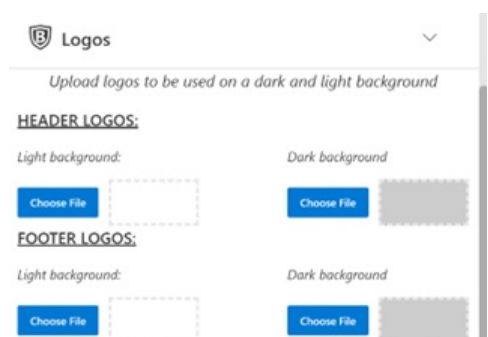 B Logos
Upload logos to be used on a dark and light background
HEADER LOGOS:
Light background: Dark background
Choose File Choose File
FOOTER LOGOS:
Light background: Dark background
Choose File Choose File